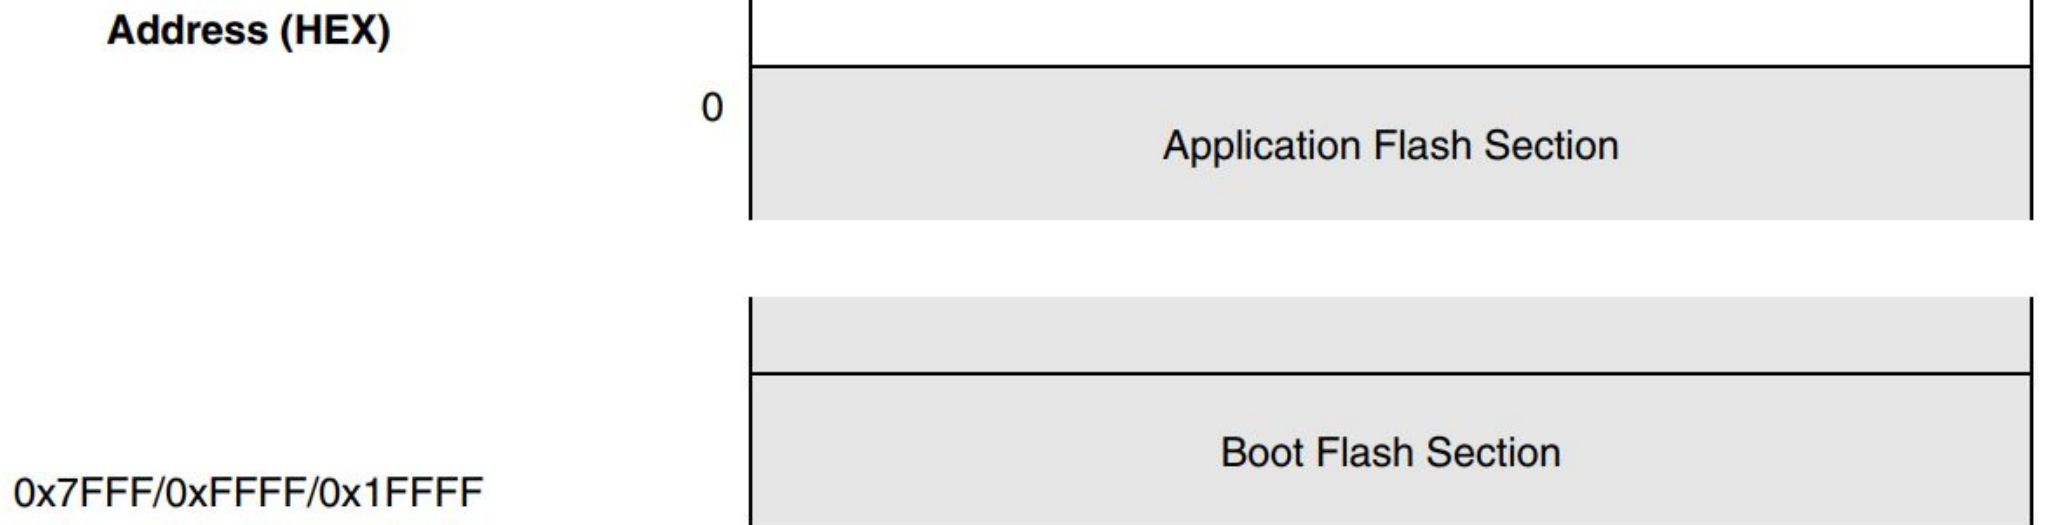 Address (HEX)
0
Application Flash Section
Boot Flash Section
0x7FFF/0xFFFF/0x1FFFF